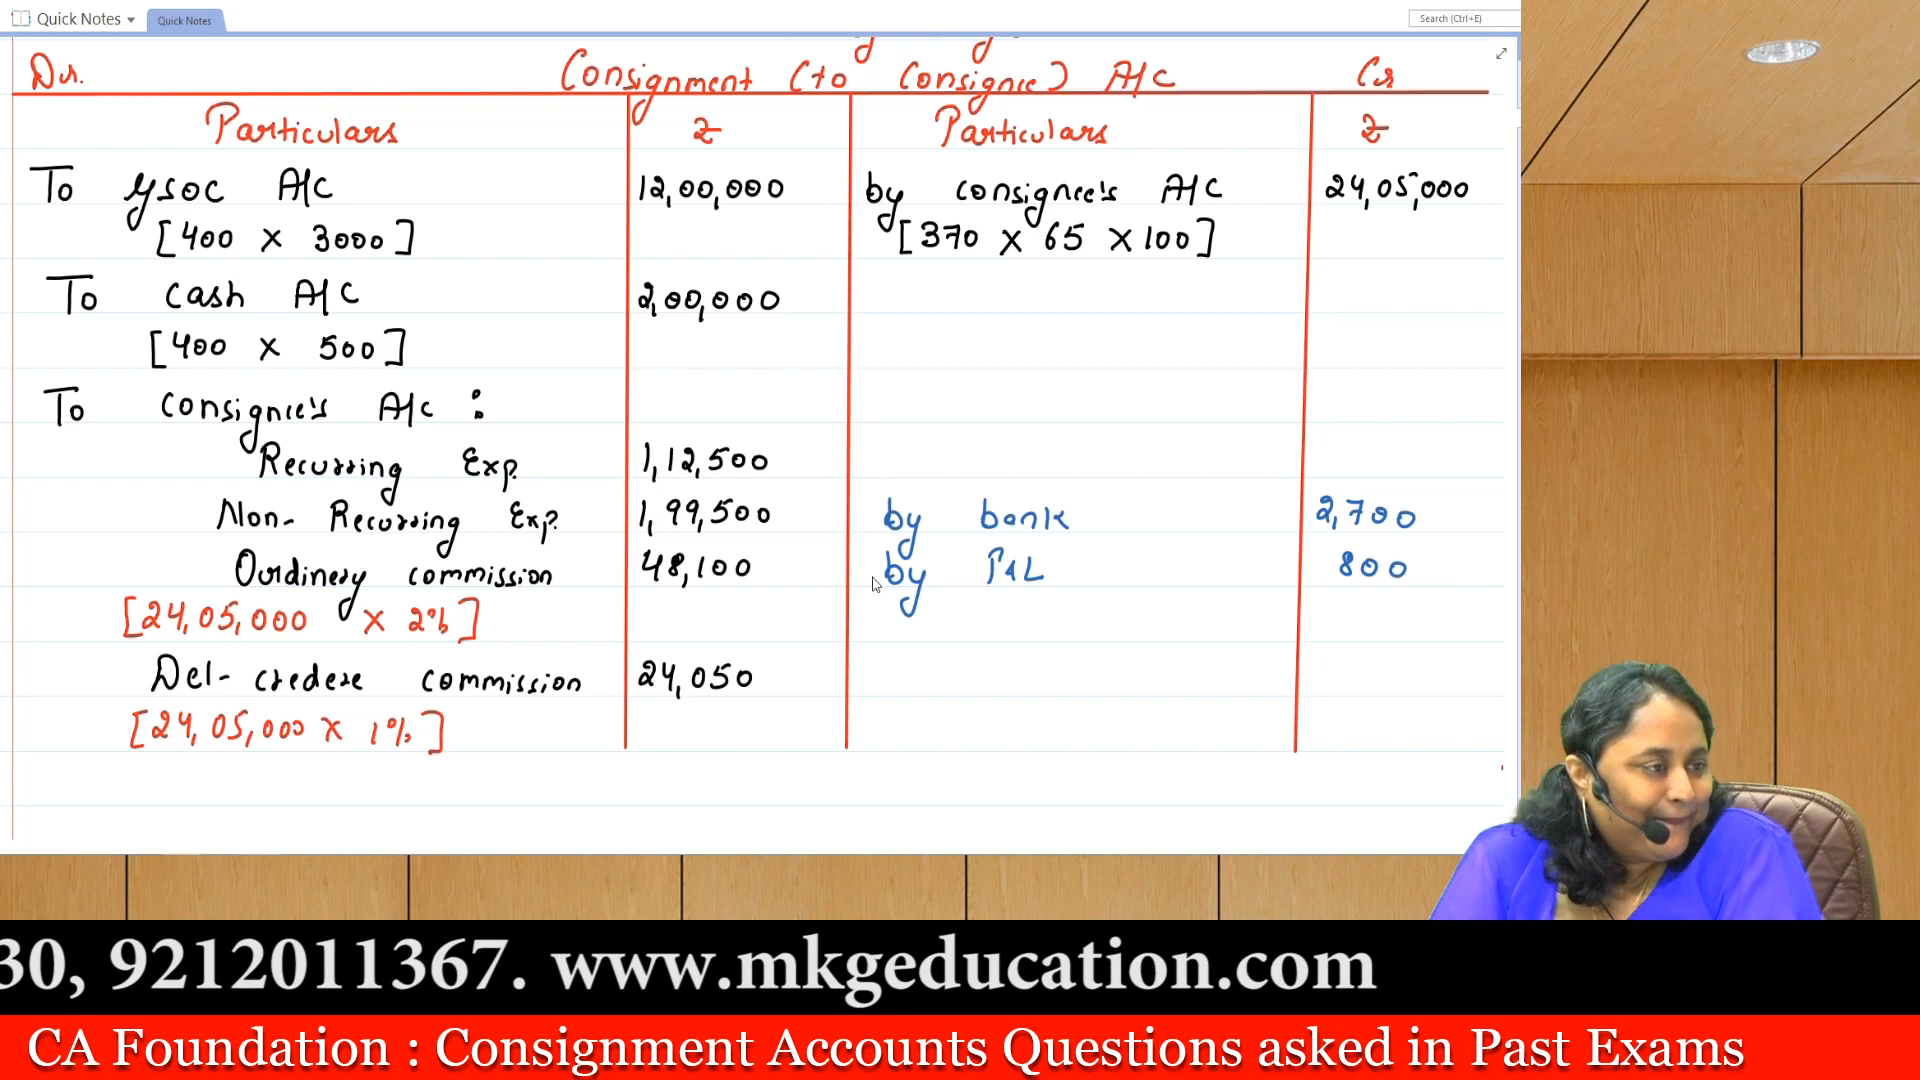 Quick Notes
Quick Notes
Search (Ctrl+E)
Dr. Consignment (to Consignee) A/C Cr
Particulars ₹ Particulars ₹
To GSOC A/C 12,00,000 by consignee's A/C 24,05,000
[400 x 3000] [370 x 65 x 100]
To cash A/C 2,00,000
[400 x 500]
To consignee's A/c :
Recurring Exp. 1,12,500
Non-Recurring Exp. 1,99,500 by bank 2,700
Ourdinery commission 48,100 by P&L 800
[24,05,000 x 2%]
Del-credere commission 24,050
[24,05,000 x 1%]
30, 9212011367. www.mkgeducation.com
CA Foundation : Consignment Accounts Questions asked in Past Exams